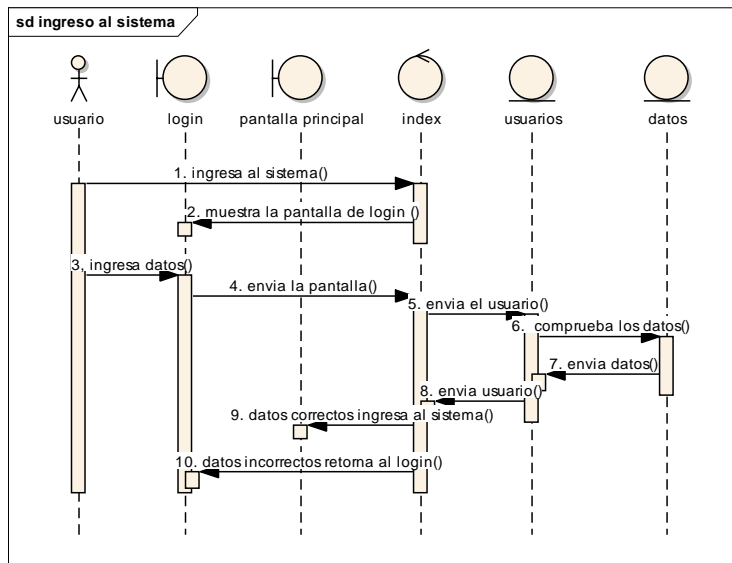 sd ingreso al sistema
usuario
login
pantalla principal
index
usuarios
datos
1. ingresa al sistema()
2. muestra la pantalla de login ()
3, ingresa datos()
4. envia la pantalla()
5. envia el usuario()
6. comprueba los datos()
7. envia datos()
8. envia usuario()
9. datos correctos ingresa al sistema()
10. datos incorrectos retorna al login()